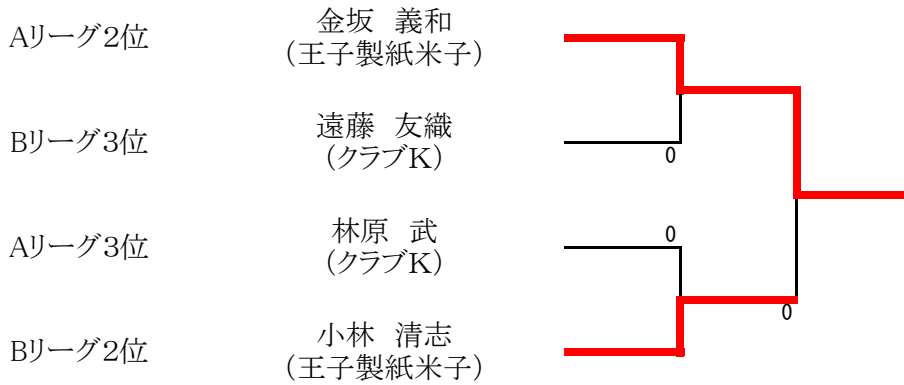 Aリーグ2位 金坂 義和
(王子製紙米子)
Bリーグ3位 遠藤 友織
(クラブK)
0
Aリーグ3位 林原 武
(クラブK)
0
Bリーグ2位 小林 清志
(王子製紙米子)
0